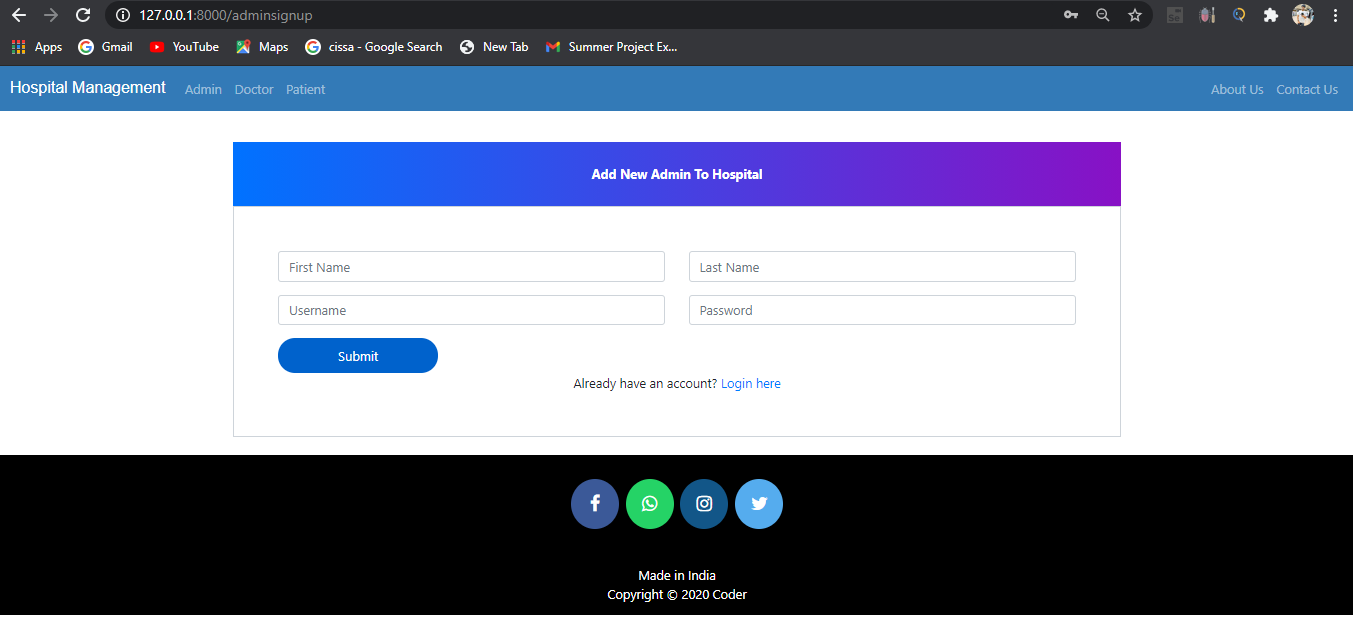 127.0.0.1:8000/adminsignup
Apps Gmail YouTube Maps cissa - Google Search New Tab Summer Project Ex...
Hospital Management Admin Doctor Patient About Us Contact Us
Add New Admin To Hospital
First Name Last Name
Username Password
Submit
Already have an account? Login here
Made in India
Copyright © 2020 Coder